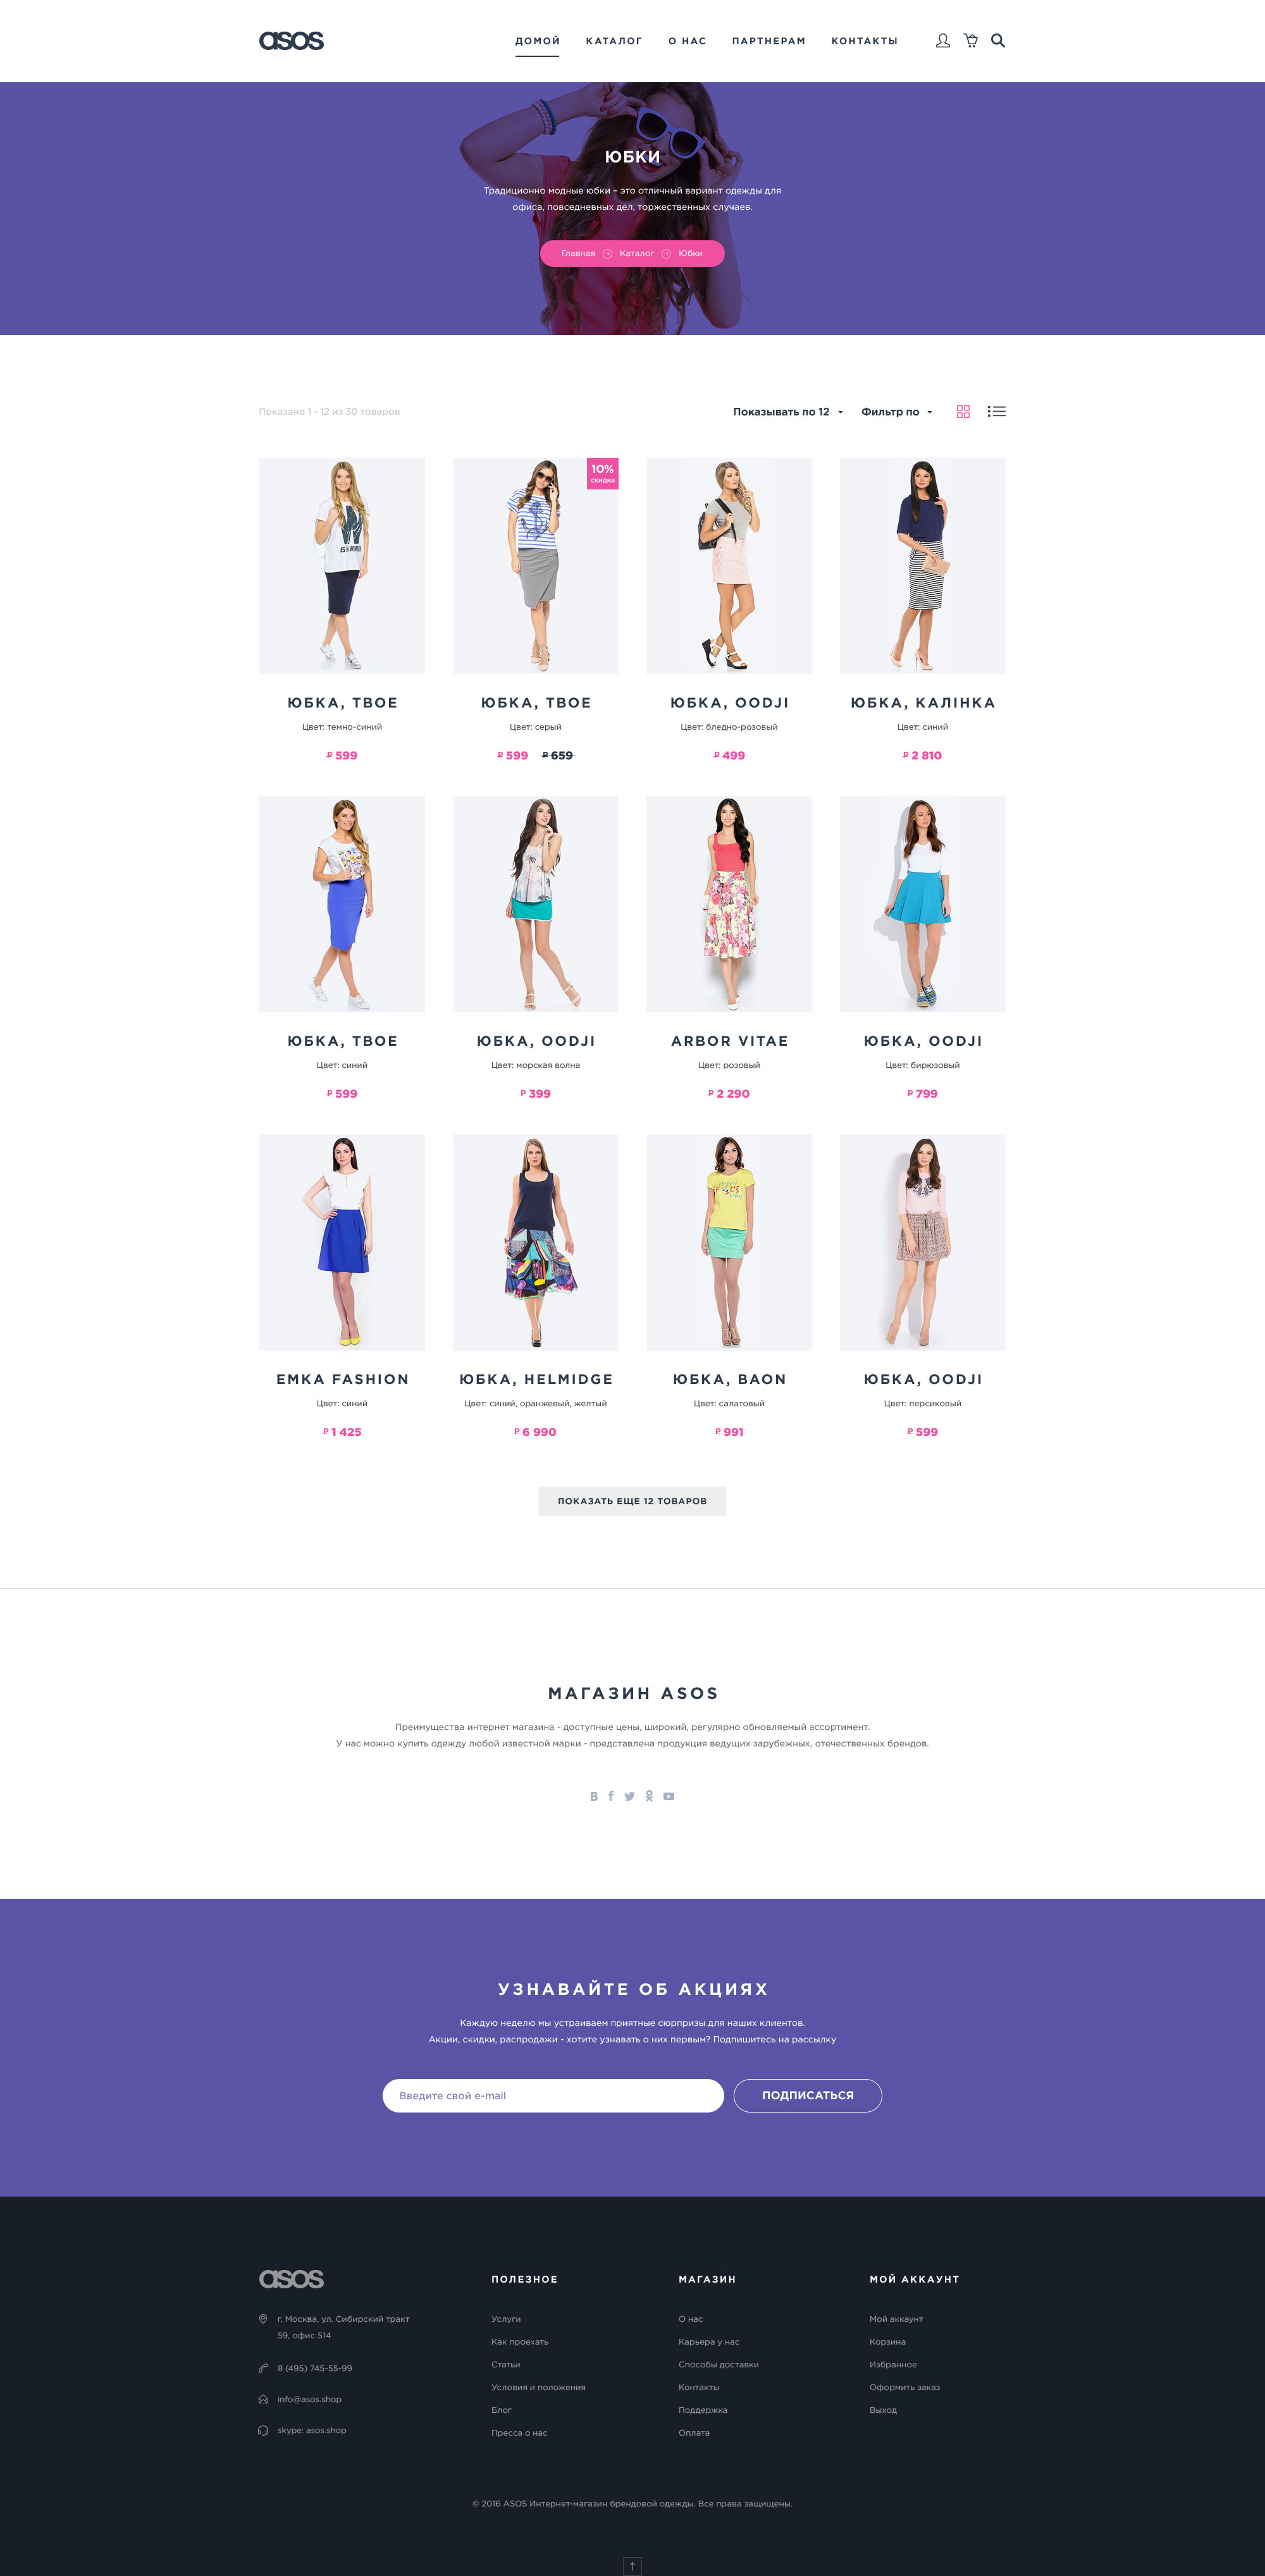 asos
ДОМОЙ КАТАЛОГ О НАС ПАРТНЕРАМ КОНТАКТЫ
ЮБКИ
Традиционно модные юбки – это отличный вариант одежды для
офиса, повседневных дел, торжественных случаев.
Главная Каталог Юбки
Показано 1 - 12 из 30 товаров
Показывать по 12 Фильтр по
10%
скидка
ЮБКА, ТВОЕ
Цвет: темно-синий
₽ 599
ЮБКА, ТВОЕ
Цвет: серый
₽ 599 ₽ 659
ЮБКА, OODJI
Цвет: бледно-розовый
₽ 499
ЮБКА, КАЛIНКА
Цвет: синий
₽ 2 810
ЮБКА, ТВОЕ
Цвет: синий
₽ 599
ЮБКА, OODJI
Цвет: морская волна
₽ 399
ARBOR VITAE
Цвет: розовый
₽ 2 290
ЮБКА, OODJI
Цвет: бирюзовый
₽ 799
EMKA FASHION
Цвет: синий
₽ 1 425
ЮБКА, HELMIDGE
Цвет: синий, оранжевый, желтый
₽ 6 990
ЮБКА, BAON
Цвет: салатовый
₽ 991
ЮБКА, OODJI
Цвет: персиковый
₽ 599
ПОКАЗАТЬ ЕЩЕ 12 ТОВАРОВ
МАГАЗИН ASOS
Преимущества интернет магазина - доступные цены, широкий, регулярно обновляемый ассортимент.
У нас можно купить одежду любой известной марки - представлена продукция ведущих зарубежных, отечественных брендов.
УЗНАВАЙТЕ ОБ АКЦИЯХ
Каждую неделю мы устраиваем приятные сюрпризы для наших клиентов.
Акции, скидки, распродажи - хотите узнавать о них первым? Подпишитесь на рассылку
Введите свой e-mail
ПОДПИСАТЬСЯ
asos
г. Москва, ул. Сибирский тракт
59, офис 514
8 (495) 745-55-99
info@asos.shop
skype: asos.shop
ПОЛЕЗНОЕ
Услуги
Как проехать
Статьи
Условия и положения
Блог
Пресса о нас
МАГАЗИН
О нас
Карьера у нас
Способы доставки
Контакты
Поддержка
Оплата
МОЙ АККАУНТ
Мой аккаунт
Корзина
Избранное
Оформить заказ
Выход
© 2016 ASOS Интернет-магазин брендовой одежды. Все права защищены.